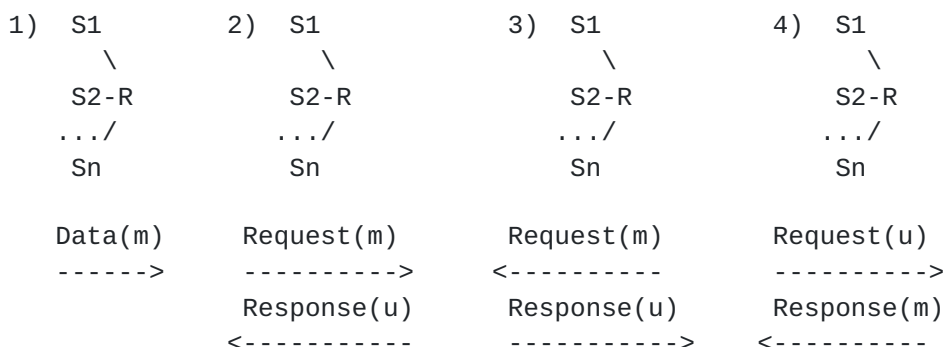 1)  S1        2)  S1            3)  S1           4)  S1
      \             \                 \                \
    S2-R          S2-R              S2-R             S2-R
   .../          .../              .../             .../
    Sn            Sn                Sn               Sn

   Data(m)     Request(m)       Request(m)       Request(u)
   ------>     ---------->     <----------       ---------->
               Response(u)      Response(u)      Response(m)
              <-----------      ----------->    <----------